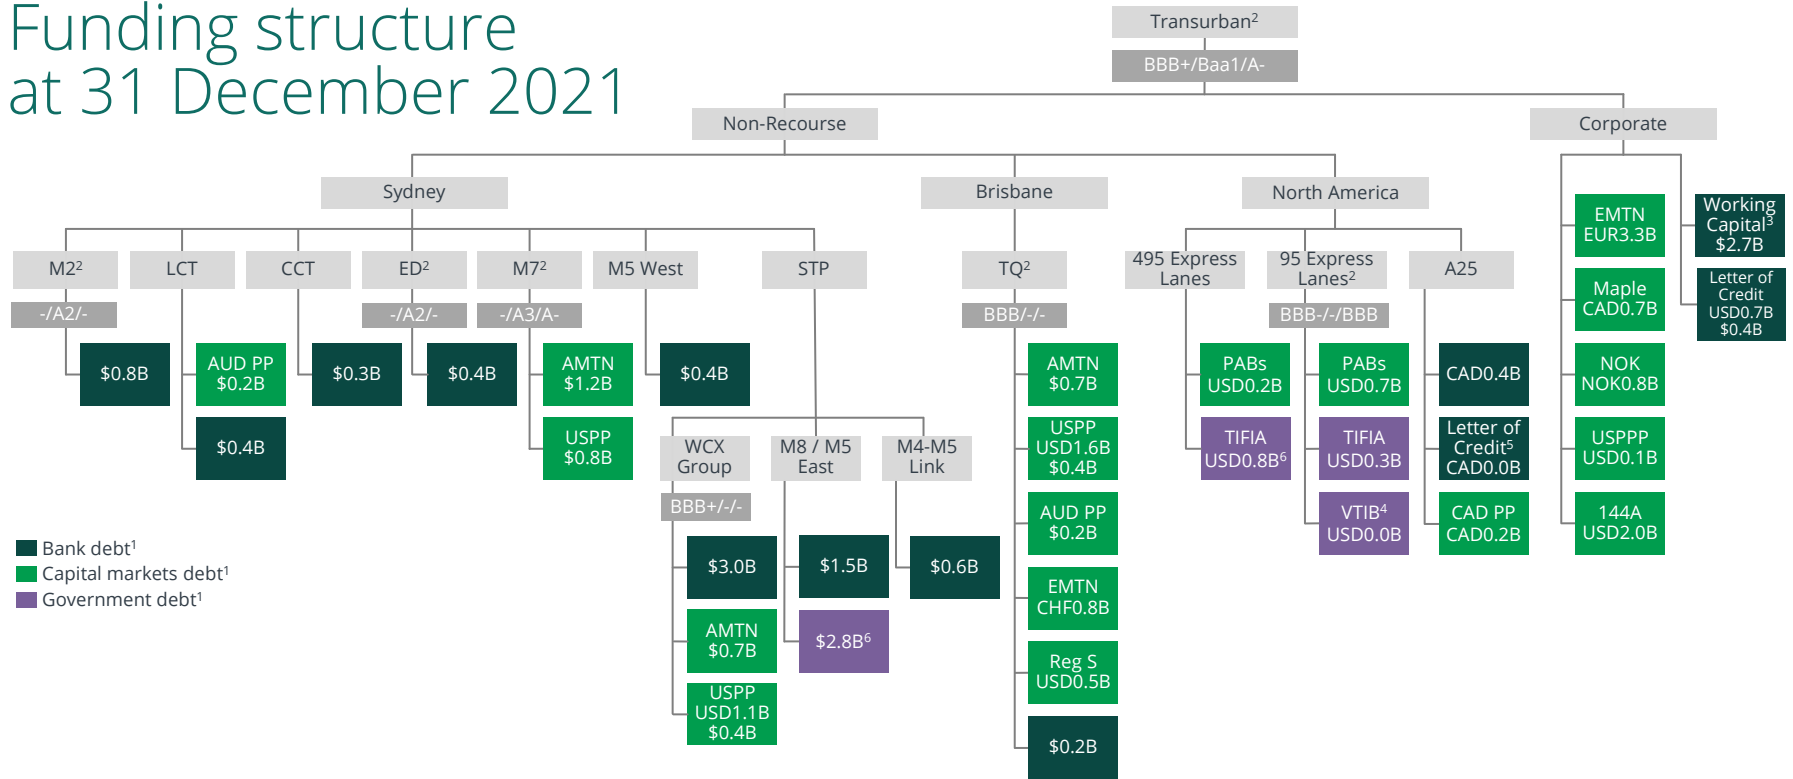 Funding structure
at 31 December 2021
Transurban²
BBB+/Baa1/A-
Non-Recourse
Corporate
Sydney
Brisbane
North America
M2²
LCT
CCT
ED²
M7²
M5 West
STP
TQ²
495 Express
Lanes
95 Express
Lanes²
A25
-/A2/-
-/A2/-
-/A3/A-
BBB/-/-
BBB-/-/BBB
EMTN
EUR3.3B
Working
Capital³
$2.7B
Maple
CAD0.7B
Letter of
Credit
USD0.7B
$0.4B
$0.8B
AUD PP
$0.2B
$0.3B
$0.4B
AMTN
$1.2B
$0.4B
AMTN
$0.7B
PABs
USD0.2B
PABs
USD0.7B
CAD0.4B
NOK
NOK0.8B
$0.4B
USPP
$0.8B
WCX
Group
M8 / M5
East
M4-M5
Link
USPP
USD1.6B
$0.4B
TIFIA
USD0.8B⁶
TIFIA
USD0.3B
Letter of
Credit⁵
CAD0.0B
USPPP
USD0.1B
BBB+/-/-
AUD PP
$0.2B
VTIB⁴
USD0.0B
CAD PP
CAD0.2B
144A
USD2.0B
Bank debt¹
Capital markets debt¹
Government debt¹
$3.0B
$1.5B
$0.6B
EMTN
CHF0.8B
AMTN
$0.7B
$2.8B⁶
Reg S
USD0.5B
USPP
USD1.1B
$0.4B
$0.2B